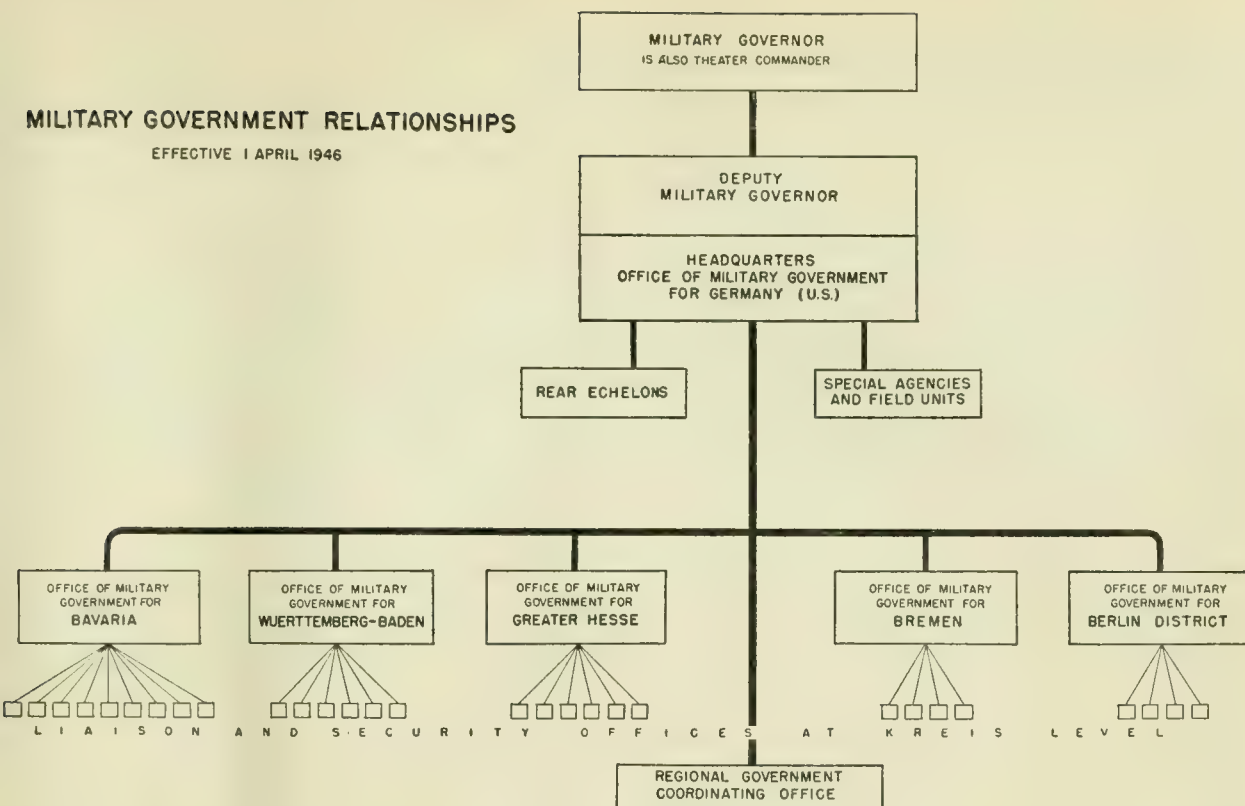 MILITARY GOVERNOR
IS ALSO THEATER COMMANDER
MILITARY GOVERNMENT RELATIONSHIPS
EFFECTIVE 1 APRIL 1946
DEPUTY
MILITARY GOVERNOR
HEADQUARTERS
OFFICE OF MILITARY GOVERNMENT
FOR GERMANY (U.S.)
REAR ECHELONS
SPECIAL AGENCIES
AND FIELD UNITS
OFFICE OF MILITARY
GOVERNMENT FOR
BAVARIA
OFFICE OF MILITARY
GOVERNMENT FOR
WUERTTEMBERG-BADEN
OFFICE OF MILITARY
GOVERNMENT FOR
GREATER HESSE
OFFICE OF MILITARY
GOVERNMENT FOR
BREMEN
OFFICE OF MILITARY
GOVERNMENT FOR
BERLIN DISTRICT
LIAISON AND SECURITY OFFICES AT KREIS LEVEL
REGIONAL GOVERNMENT
COORDINATING OFFICE